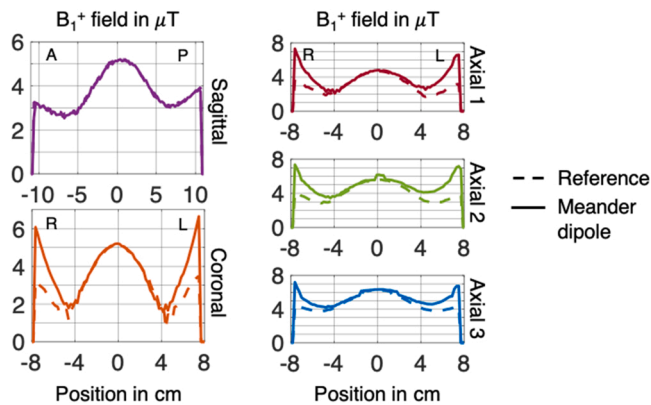 B₁⁺ field in μT
6
4
2
0
A
P
Sagittal
-10
-5
0
5
10
6
4
2
0
R
L
Coronal
-8
-4
0
4
8
Position in cm
B₁⁺ field in μT
8
4
0
R
L
Axial 1
-8
-4
0
4
8
8
4
0
Axial 2
-8
-4
0
4
8
8
4
0
Axial 3
-8
-4
0
4
8
Position in cm
Reference
Meander
dipole